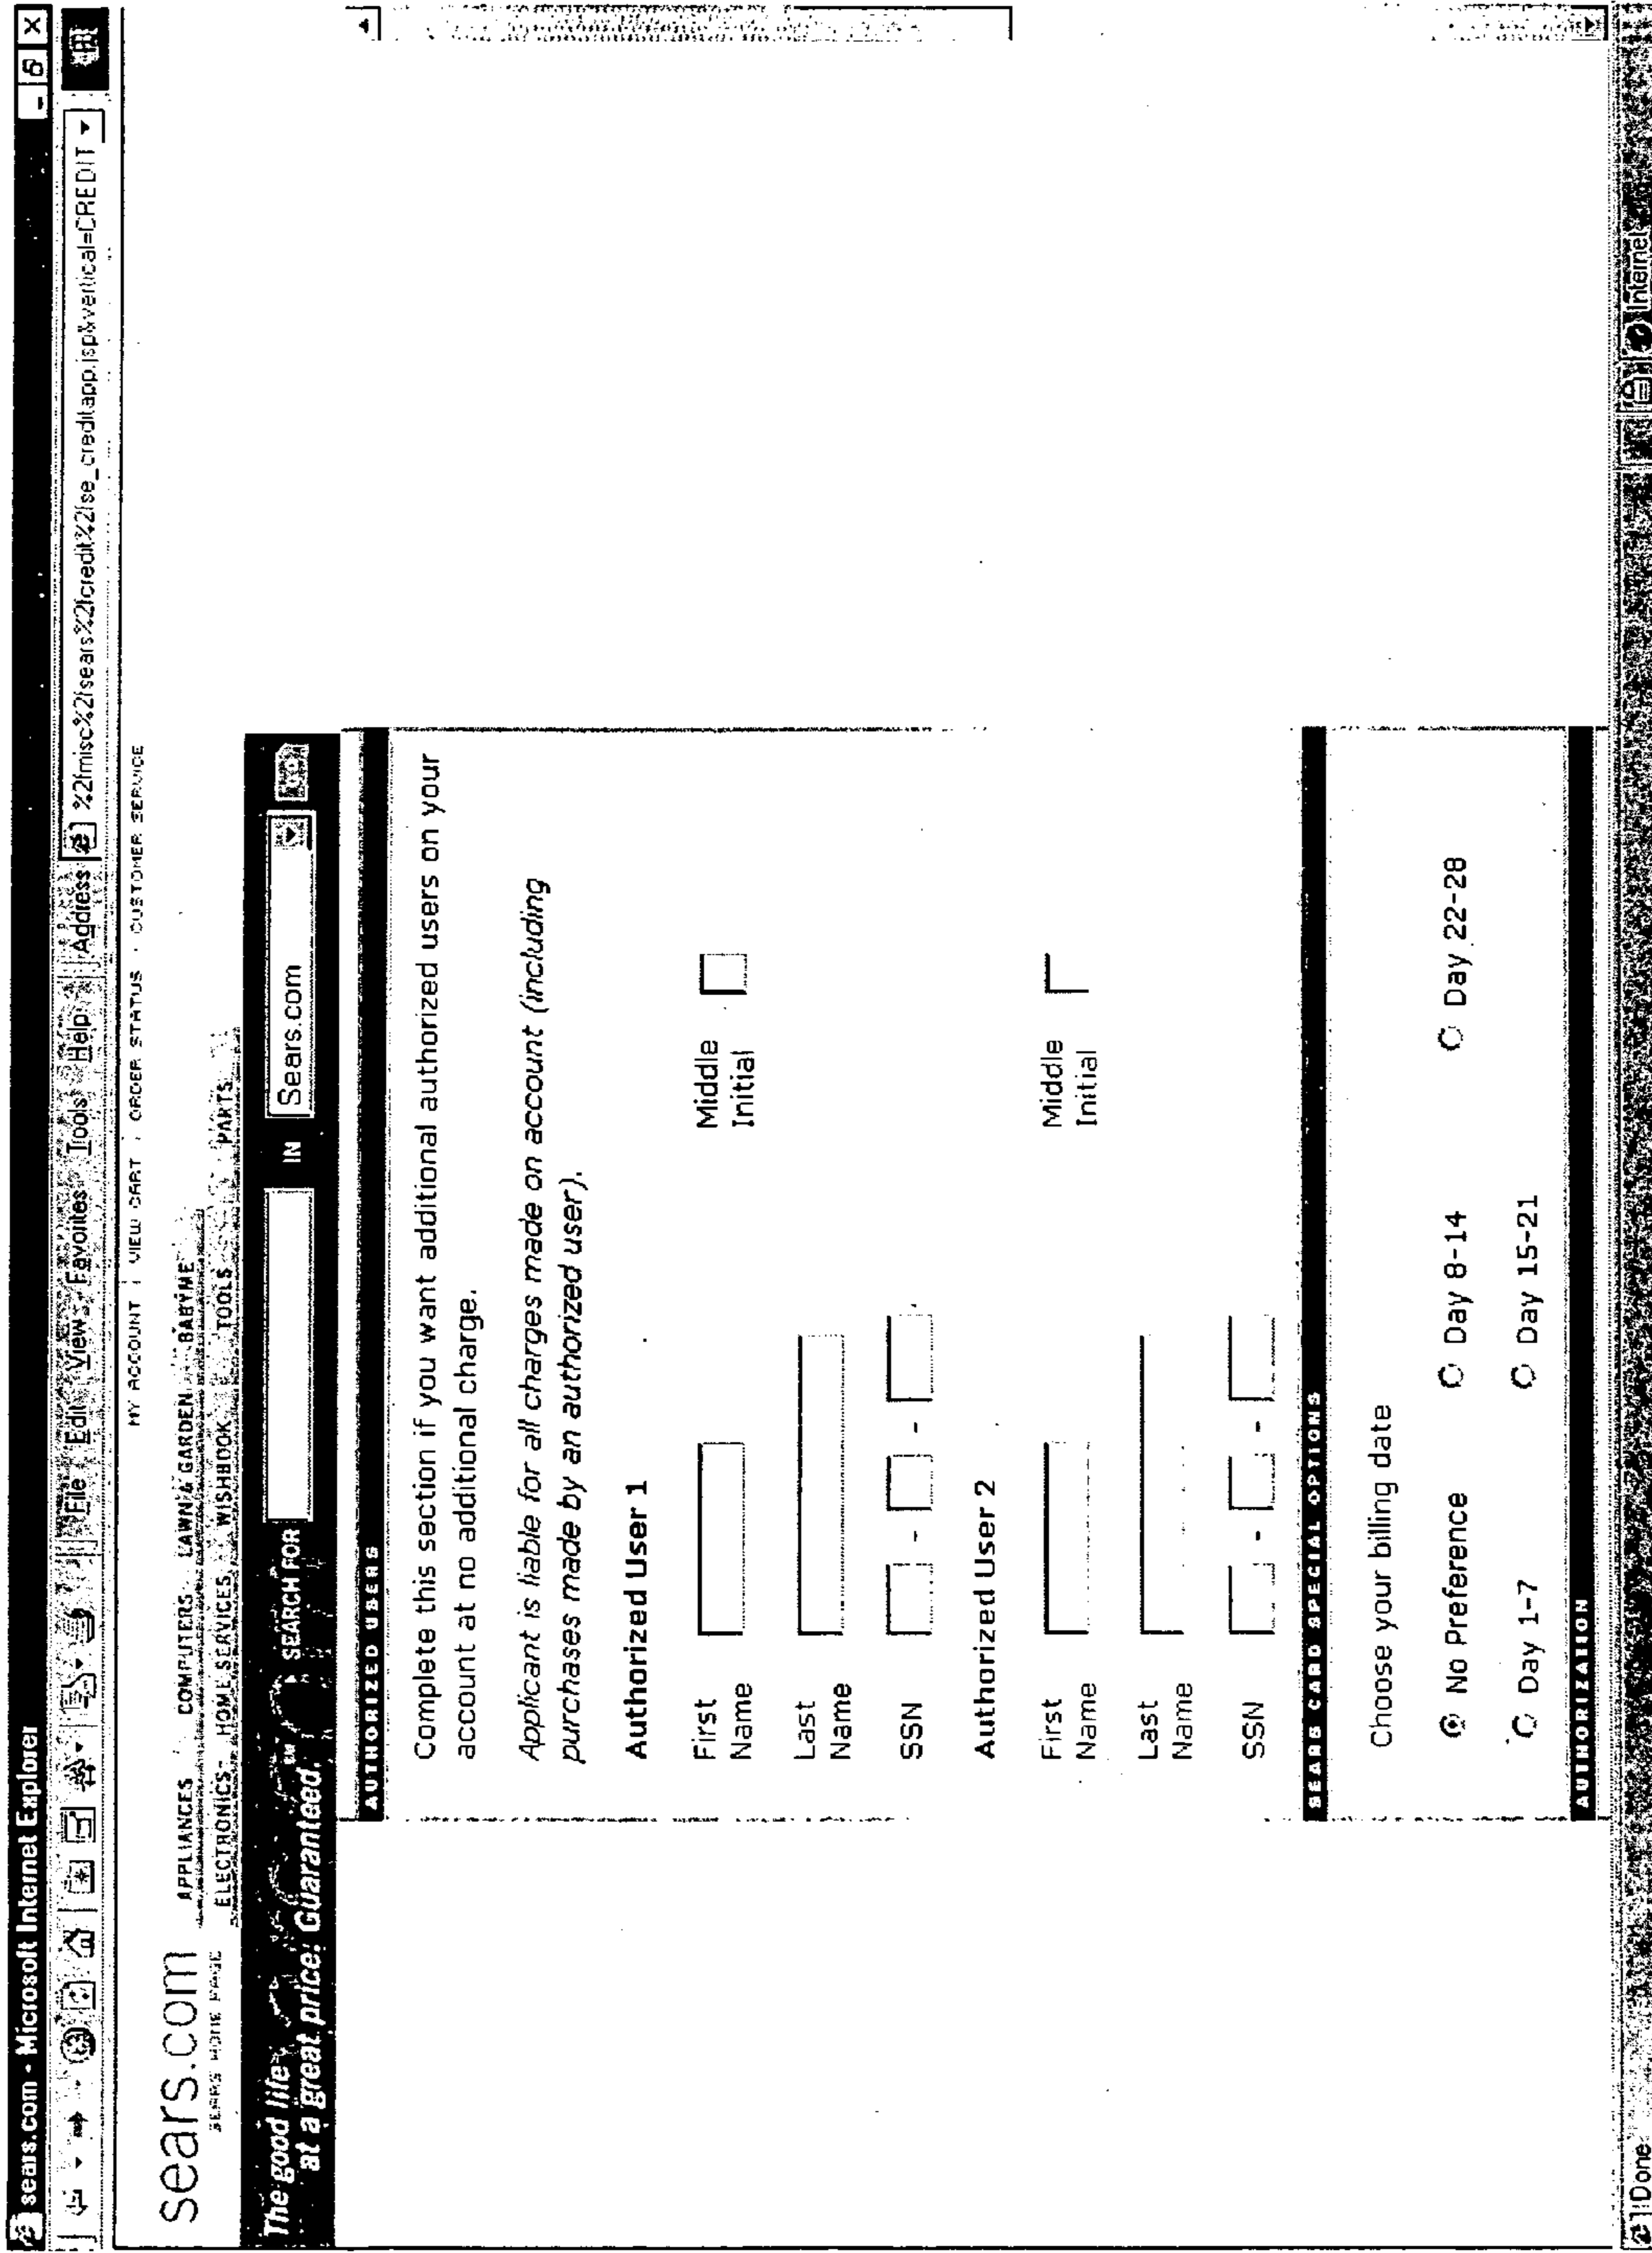 sears.com - Microsoft Internet Explorer
File Edit View Favorites Tools Help Address %2fmisc%2fsears%2fcredit%2fse_creditapp.jsp&vertical=CREDIT
MY ACCOUNT | VIEW CART | ORDER STATUS · CUSTOMER SERVICE
sears.com
SEARS HOME PAGE
APPLIANCES COMPUTERS LAWN & GARDEN BABY/ME
ELECTRONICS HOME SERVICES WISHBOOK TOOLS PARTS
The good life
at a great price. Guaranteed.
SEARCH FOR IN Sears.com GO
AUTHORIZED USERS
Complete this section if you want additional authorized users on your
account at no additional charge.
Applicant is liable for all charges made on account (including
purchases made by an authorized user).
Authorized User 1
First Name
Middle Initial
Last Name
SSN - -
Authorized User 2
First Name
Middle Initial
Last Name
SSN - -
SEARS CARD SPECIAL OPTIONS
Choose your billing date
No Preference Day 8-14 Day 22-28
Day 1-7 Day 15-21
AUTHORIZATION
Done Internet